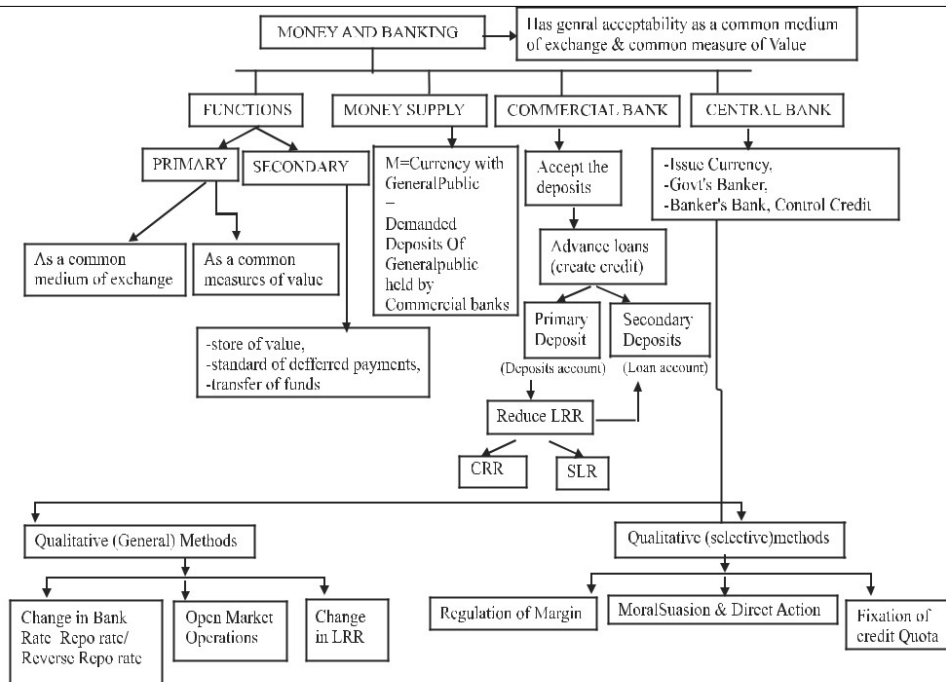 MONEY AND BANKING
Has genral acceptability as a common medium
of exchange & common measure of Value
FUNCTIONS
MONEY SUPPLY
COMMERCIAL BANK
CENTRAL BANK
PRIMARY
SECONDARY
M=Currency with
GeneralPublic
–
Demanded
Deposits Of
Generalpublic
held by
Commercial banks
Accept the
deposits
-Issue Currency,
-Govt's Banker,
-Banker's Bank, Control Credit
As a common
medium of exchange
As a common
measures of value
Advance loans
(create credit)
-store of value,
-standard of defferred payments,
-transfer of funds
Primary
Deposit
Secondary
Deposits
(Deposits account)
(Loan account)
Reduce LRR
CRR
SLR
Qualitative (General) Methods
Qualitative (selective)methods
Change in Bank
Rate Repo rate/
Reverse Repo rate
Open Market
Operations
Change
in LRR
Regulation of Margin
MoralSuasion & Direct Action
Fixation of
credit Quota